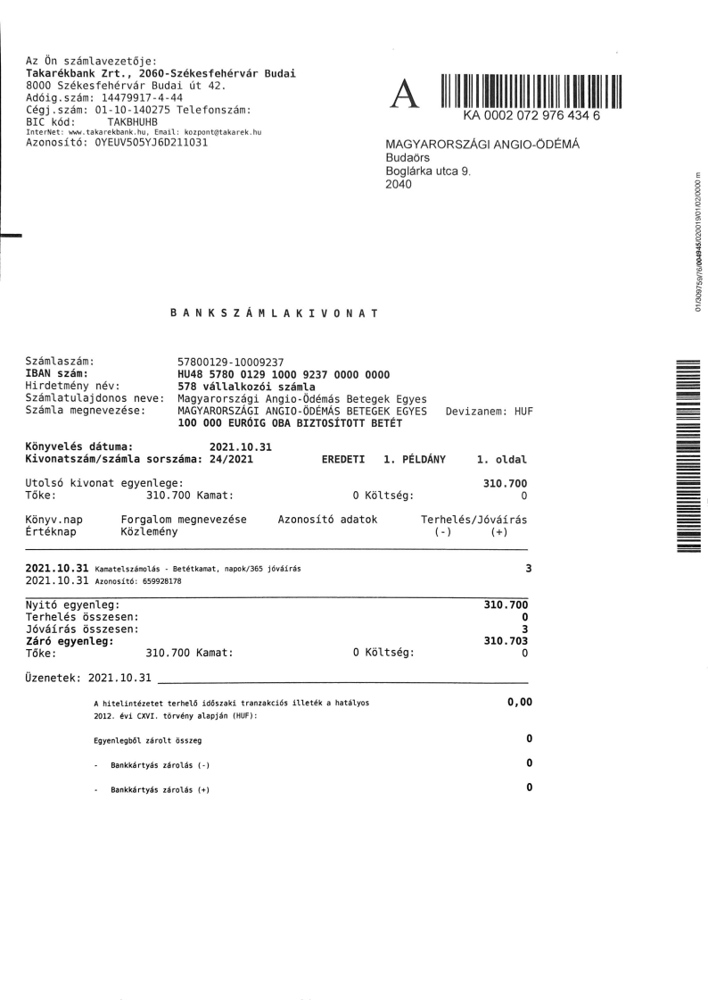 Az Ön számlavezetője:
Takarékbank Zrt., 2060-Székesfehérvár Budai
8000 Székesfehérvár Budai út 42.
Adóig.szám: 14479917-4-44
Cégj.szám: 01-10-140275 Telefonszám:
BIC kód: TAKBHUHB
InterNet: www.takarekbank.hu, Email: kozpont@takarek.hu
Azonosító: 0YEUV505YJ6D211031
A
KA 0002 072 976 434 6
MAGYARORSZÁGI ANGIO-ÖDÉMÁ
Budaörs
Boglárka utca 9.
2040
01/309759/76/004945/020019/01/02/0000 m
BANKSZÁMLAKIVONAT
Számlaszám: 57800129-10009237
IBAN szám: HU48 5780 0129 1000 9237 0000 0000
Hirdetmény név: 578 vállalkozói számla
Számlatulajdonos neve: Magyarországi Angio-Ödémás Betegek Egyes
Számla megnevezése: MAGYARORSZÁGI ANGIO-ÖDÉMÁS BETEGEK EGYES Devizanem: HUF
100 000 EURÓIG OBA BIZTOSÍTOTT BETÉT
Könyvelés dátuma: 2021.10.31
Kivonatszám/számla sorszáma: 24/2021 EREDETI 1. PÉLDÁNY 1. oldal
Utolsó kivonat egyenlege: 310.700
Tőke: 310.700 Kamat: 0 Költség: 0
Könyv.nap Forgalom megnevezése Azonosító adatok Terhelés/Jóváírás
Értéknap Közlemény (-) (+)
2021.10.31 Kamatelszámolás - Betétkamat, napok/365 jóváírás 3
2021.10.31 Azonosító: 659928178
Nyitó egyenleg: 310.700
Terhelés összesen: 0
Jóváírás összesen: 3
Záró egyenleg: 310.703
Tőke: 310.700 Kamat: 0 Költség: 0
Üzenetek: 2021.10.31
A hitelintézetet terhelő időszaki tranzakciós illeték a hatályos 0,00
2012. évi CXVI. törvény alapján (HUF):
Egyenlegből zárolt összeg 0
- Bankkártyás zárolás (-) 0
- Bankkártyás zárolás (+) 0